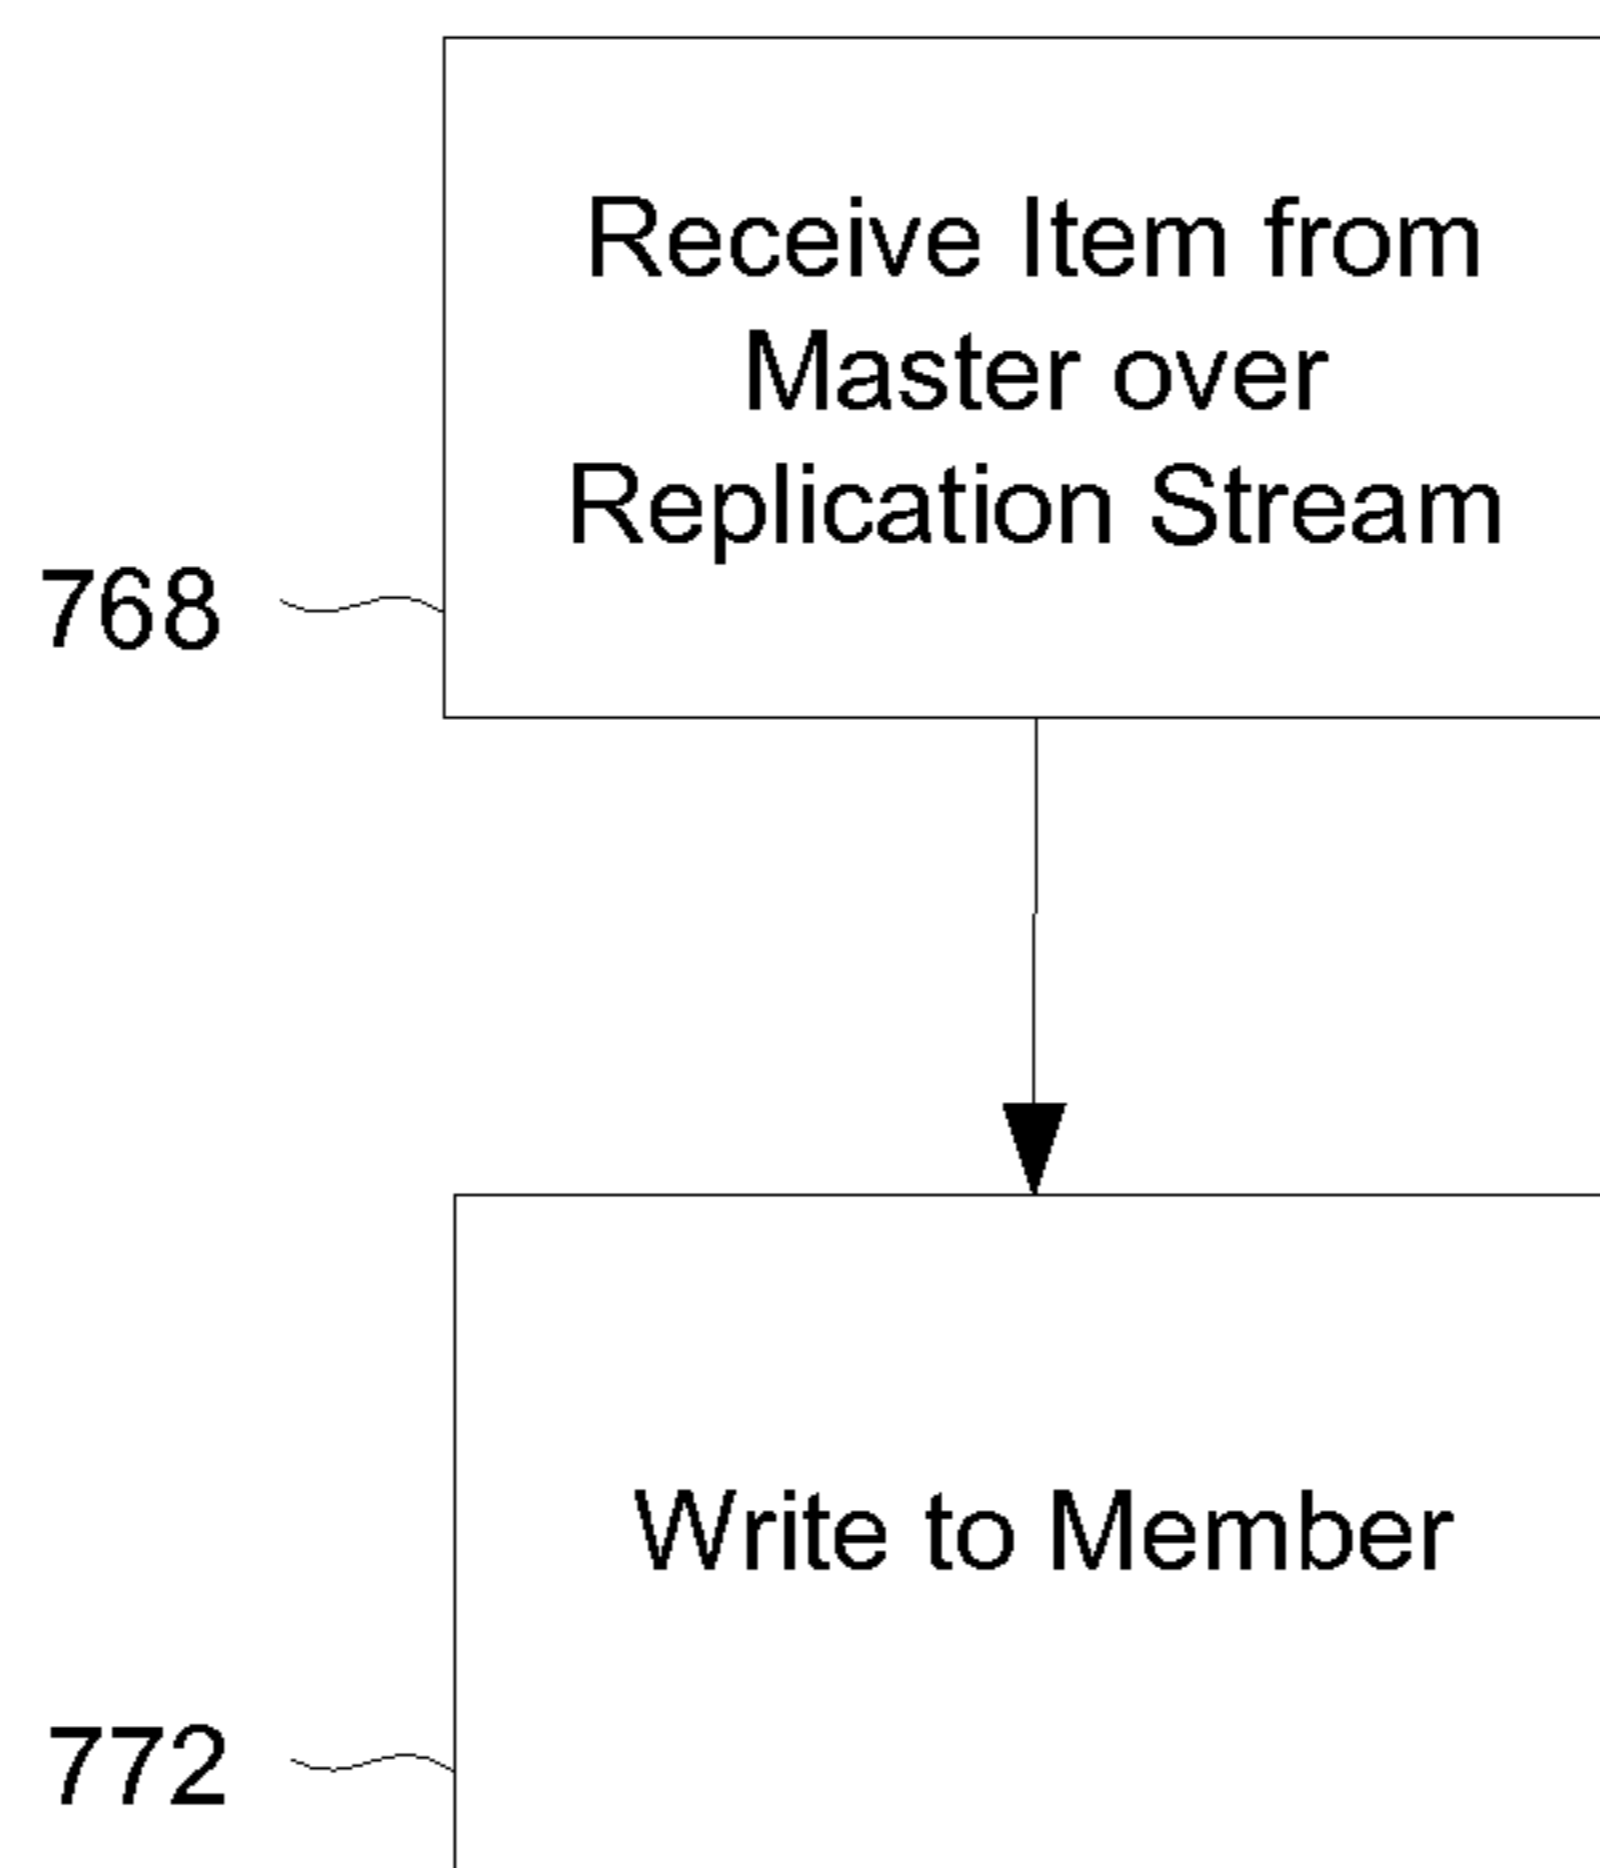 Receive Item from
Master over
Replication Stream
768
Write to Member
772